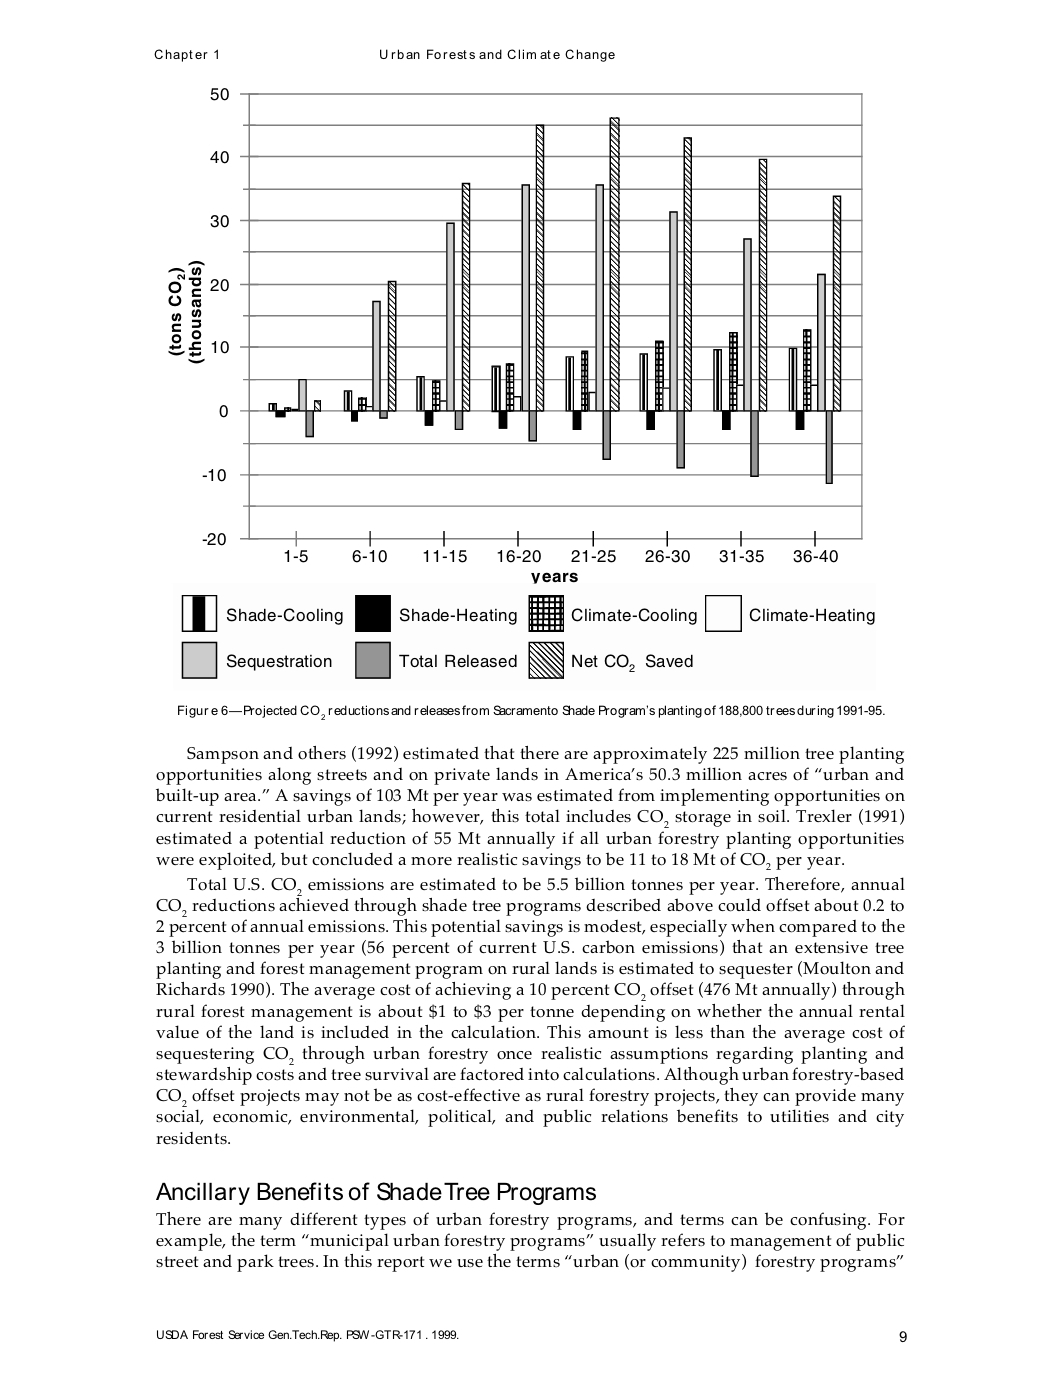 Chapter 1 Urban Forests and Climate Change
50
40
30
20
10
0
-10
-20
(tons CO2)
(thousands)
1-5 6-10 11-15 16-20 21-25 26-30 31-35 36-40
years
Shade-Cooling Shade-Heating Climate-Cooling Climate-Heating
Sequestration Total Released Net CO2 Saved
Figure 6—Projected CO2 reductions and releases from Sacramento Shade Program's planting of 188,800 trees during 1991-95.
Sampson and others (1992) estimated that there are approximately 225 million tree planting
opportunities along streets and on private lands in America's 50.3 million acres of "urban and
built-up area." A savings of 103 Mt per year was estimated from implementing opportunities on
current residential urban lands; however, this total includes CO2 storage in soil. Trexler (1991)
estimated a potential reduction of 55 Mt annually if all urban forestry planting opportunities
were exploited, but concluded a more realistic savings to be 11 to 18 Mt of CO2 per year.
Total U.S. CO2 emissions are estimated to be 5.5 billion tonnes per year. Therefore, annual
CO2 reductions achieved through shade tree programs described above could offset about 0.2 to
2 percent of annual emissions. This potential savings is modest, especially when compared to the
3 billion tonnes per year (56 percent of current U.S. carbon emissions) that an extensive tree
planting and forest management program on rural lands is estimated to sequester (Moulton and
Richards 1990). The average cost of achieving a 10 percent CO2 offset (476 Mt annually) through
rural forest management is about $1 to $3 per tonne depending on whether the annual rental
value of the land is included in the calculation. This amount is less than the average cost of
sequestering CO2 through urban forestry once realistic assumptions regarding planting and
stewardship costs and tree survival are factored into calculations. Although urban forestry-based
CO2 offset projects may not be as cost-effective as rural forestry projects, they can provide many
social, economic, environmental, political, and public relations benefits to utilities and city
residents.
Ancillary Benefits of Shade Tree Programs
There are many different types of urban forestry programs, and terms can be confusing. For
example, the term "municipal urban forestry programs" usually refers to management of public
street and park trees. In this report we use the terms "urban (or community) forestry programs"
USDA Forest Service Gen.Tech.Rep. PSW-GTR-171. 1999. 9